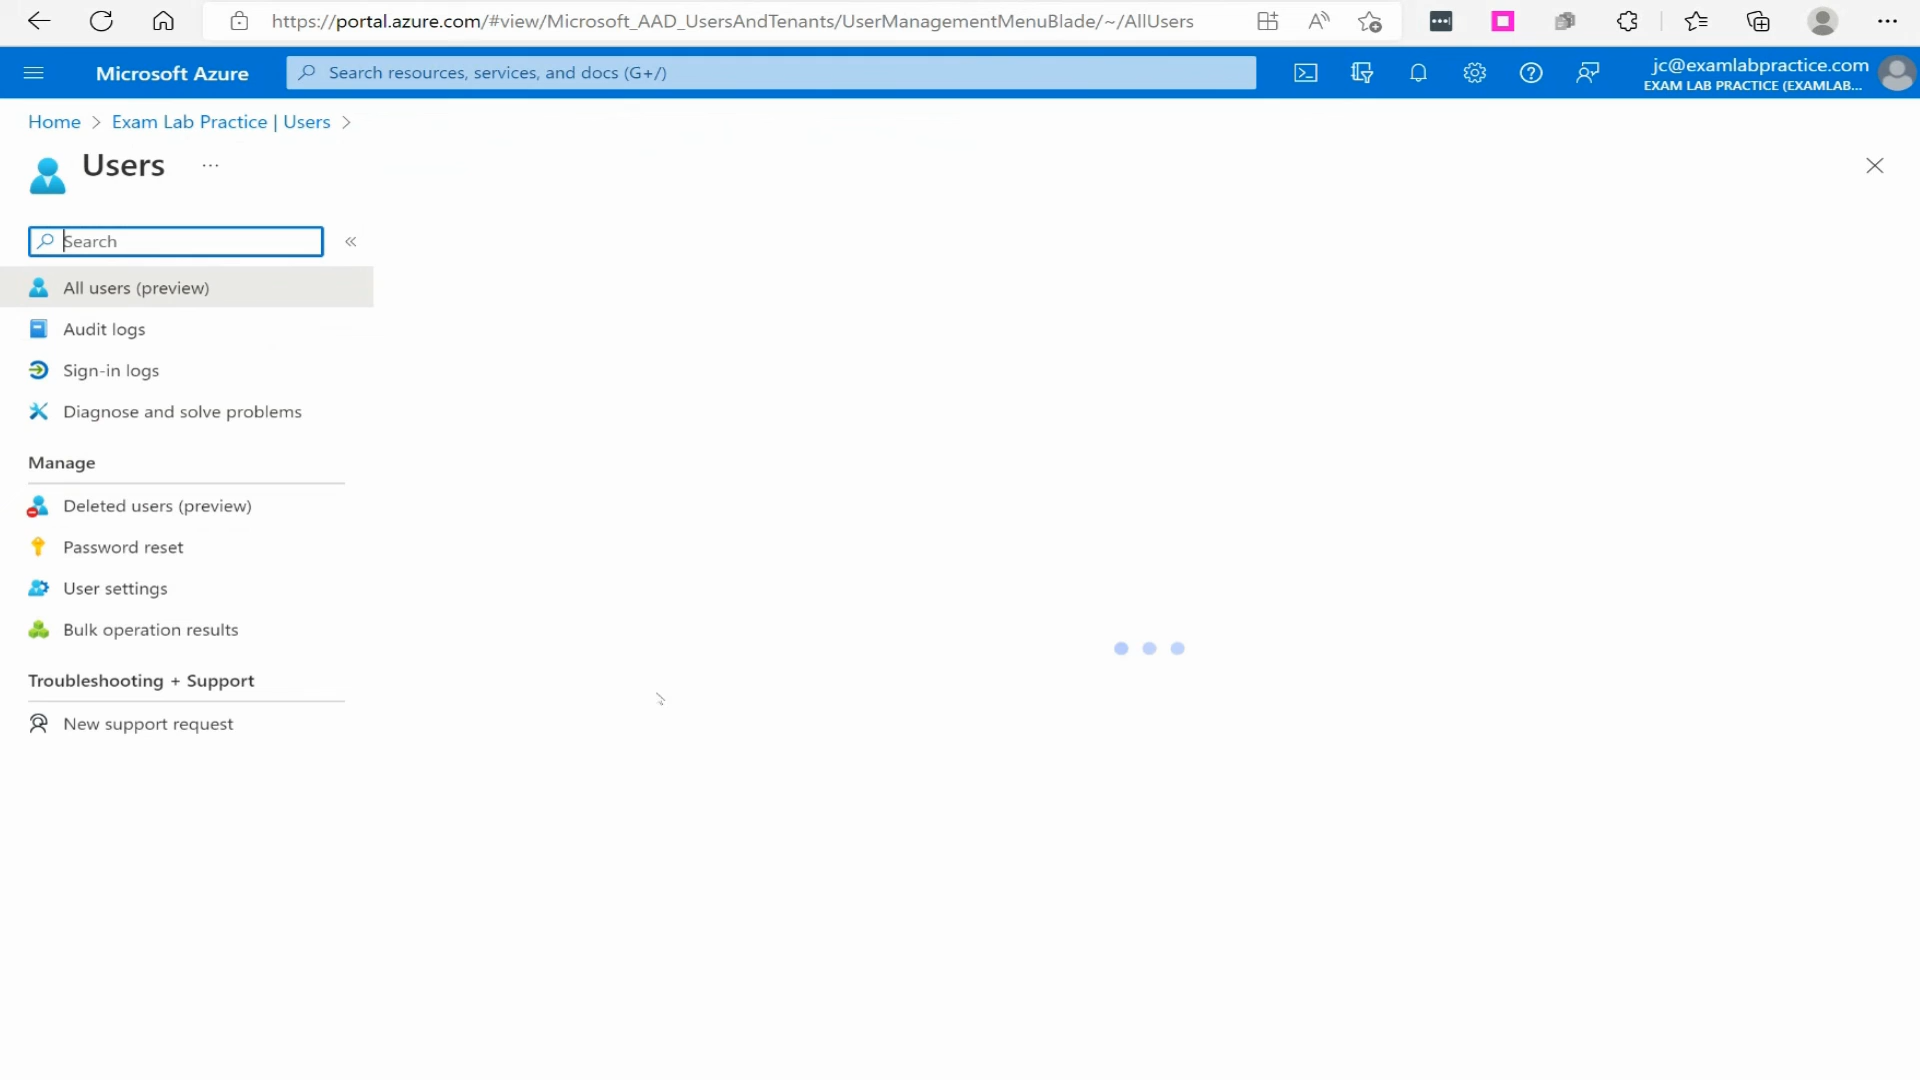 https://portal.azure.com/#view/Microsoft_AAD_UsersAndTenants/UserManagementMenuBlade/~/AllUsers
Microsoft Azure
Search resources, services, and docs (G+/)
jc@examlabpractice.com
EXAM LAB PRACTICE (EXAMLAB...
Home > Exam Lab Practice | Users >
Users ...
Search
All users (preview)
Audit logs
Sign-in logs
Diagnose and solve problems
Manage
Deleted users (preview)
Password reset
User settings
Bulk operation results
Troubleshooting + Support
New support request